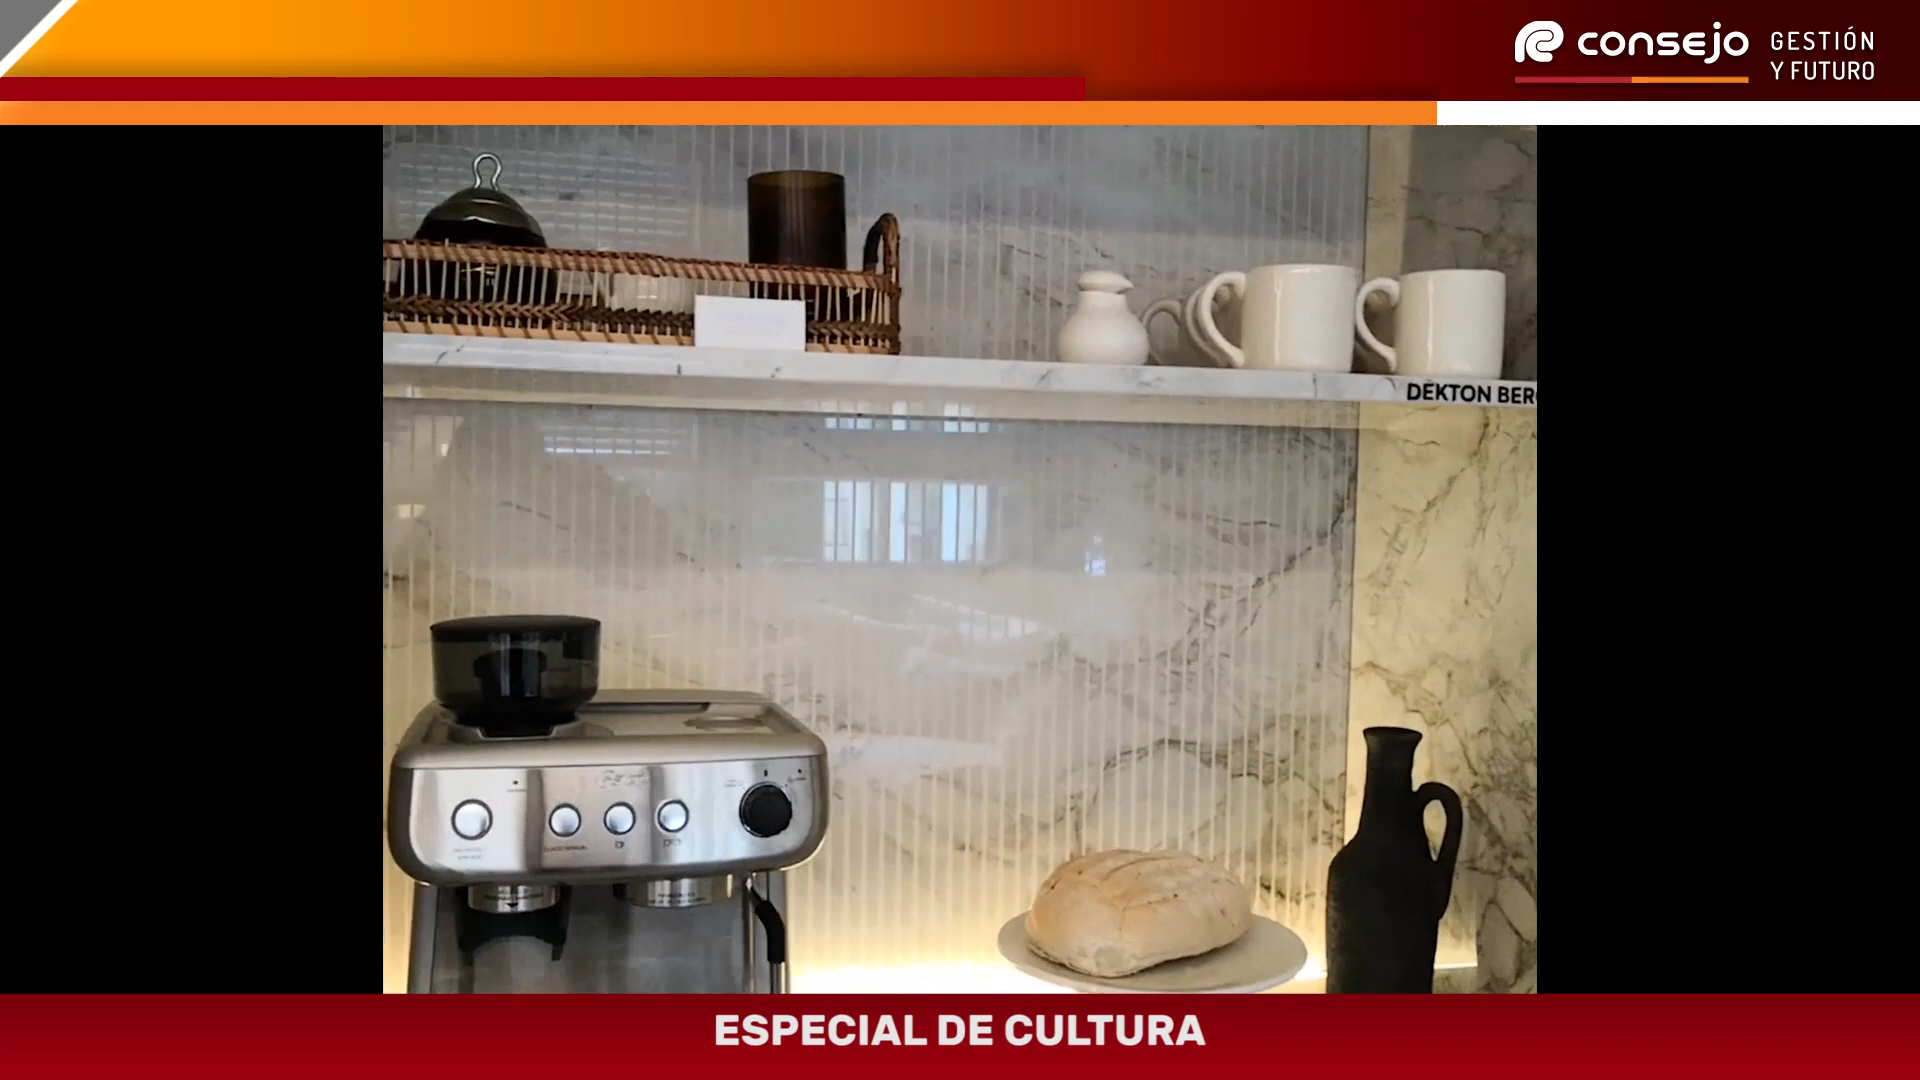 consejo
GESTIÓN
Y FUTURO
DEKTON BER
ESPECIAL DE CULTURA